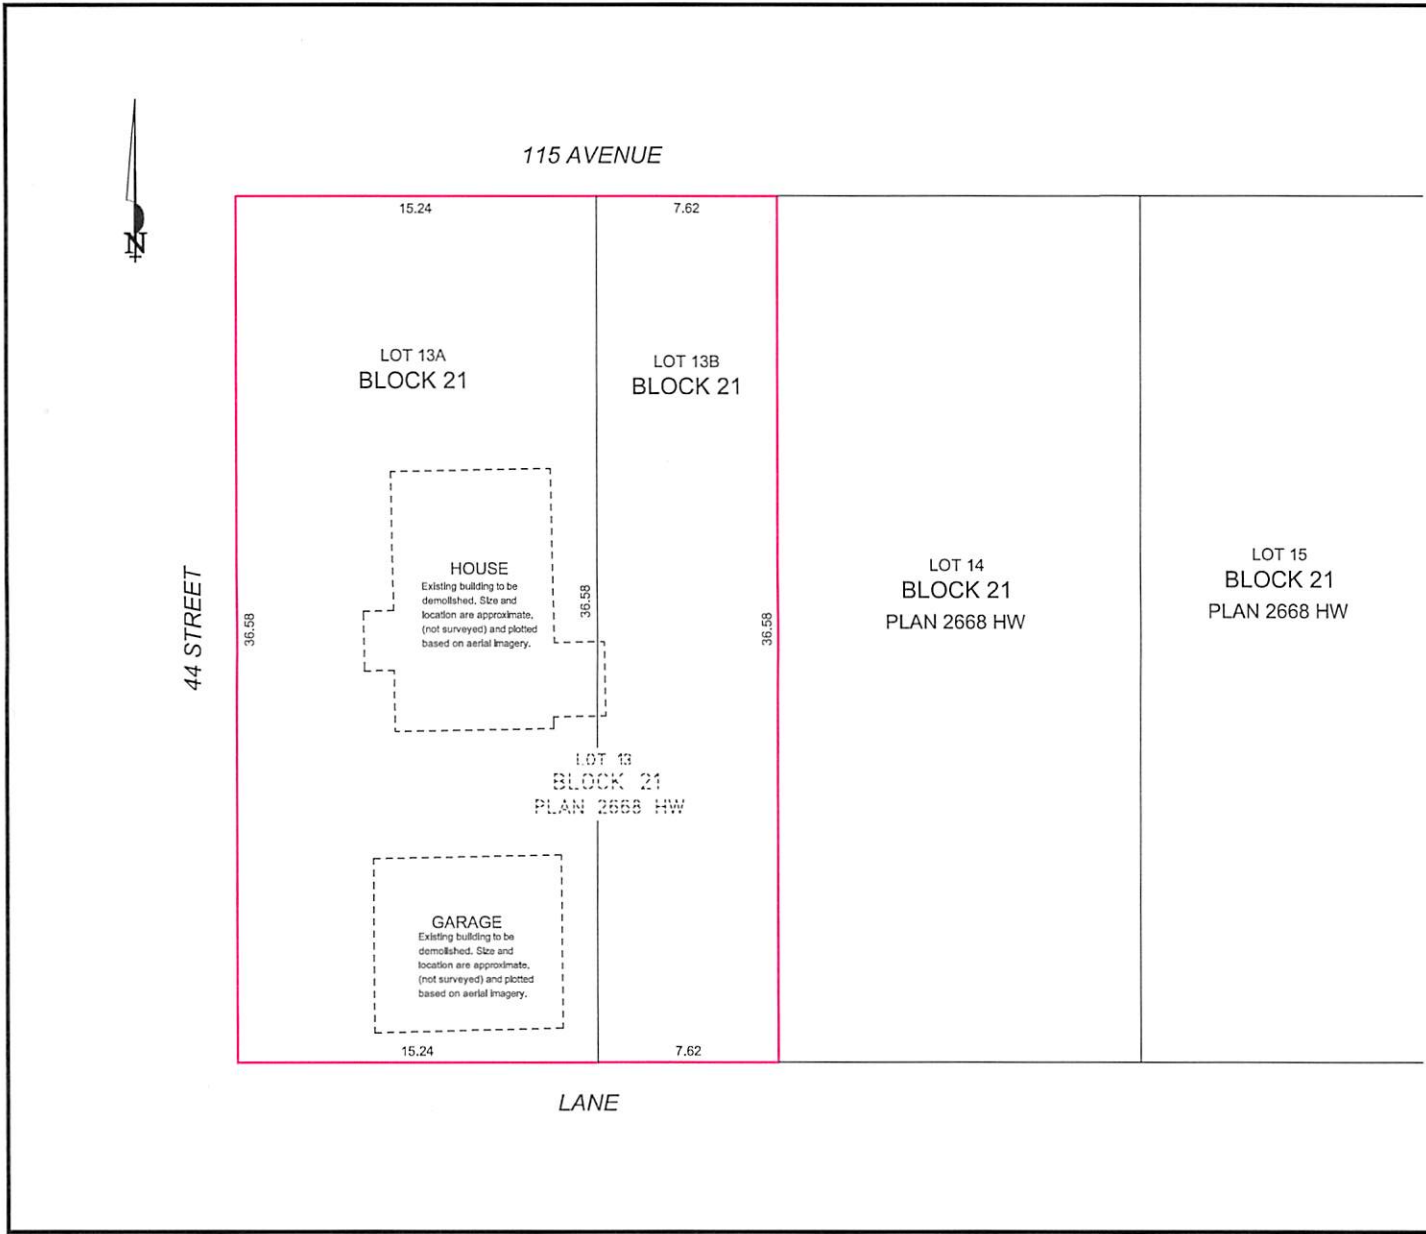 115 AVENUE
15.24
7.62
N
LOT 13A
BLOCK 21
LOT 13B
BLOCK 21
HOUSE
Existing building to be
demolished. Size and
location are approximate,
(not surveyed) and plotted
based on aerial imagery.
44 STREET
36.58
36.58
36.58
LOT 14
BLOCK 21
PLAN 2668 HW
LOT 15
BLOCK 21
PLAN 2668 HW
LOT 13
BLOCK 21
PLAN 2668 HW
GARAGE
Existing building to be
demolished. Size and
location are approximate,
(not surveyed) and plotted
based on aerial imagery.
15.24
7.62
LANE